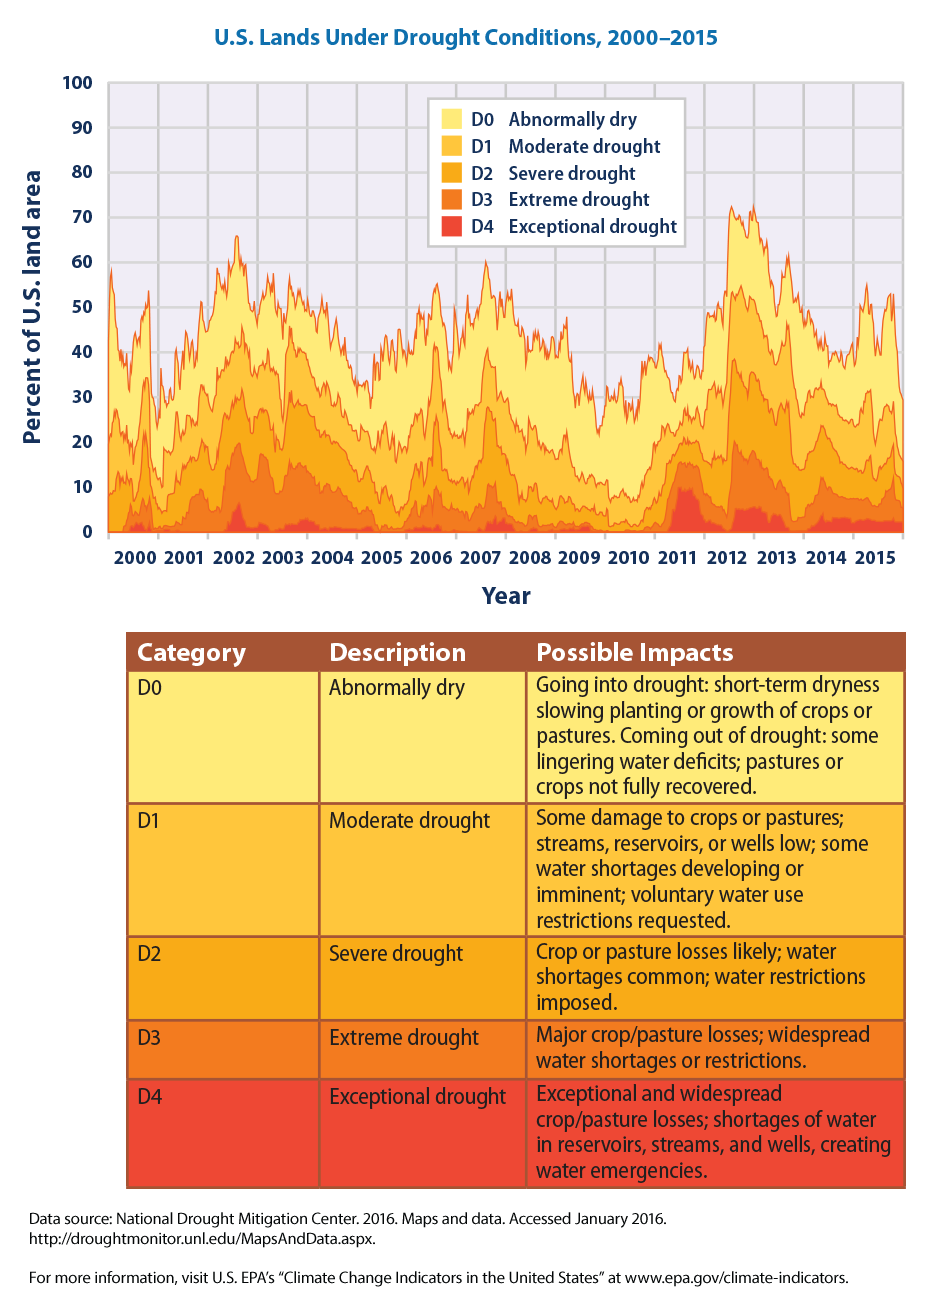 U.S. Lands Under Drought Conditions, 2000–2015
100
90
80
70
60
50
40
30
20
10
0
Percent of U.S. land area
D0 Abnormally dry
D1 Moderate drought
D2 Severe drought
D3 Extreme drought
D4 Exceptional drought
2000 2001 2002 2003 2004 2005 2006 2007 2008 2009 2010 2011 2012 2013 2014 2015
Year
Category Description Possible Impacts
D0 Abnormally dry Going into drought: short-term dryness
slowing planting or growth of crops or
pastures. Coming out of drought: some
lingering water deficits; pastures or
crops not fully recovered.
D1 Moderate drought Some damage to crops or pastures;
streams, reservoirs, or wells low; some
water shortages developing or
imminent; voluntary water use
restrictions requested.
D2 Severe drought Crop or pasture losses likely; water
shortages common; water restrictions
imposed.
D3 Extreme drought Major crop/pasture losses; widespread
water shortages or restrictions.
D4 Exceptional drought Exceptional and widespread
crop/pasture losses; shortages of water
in reservoirs, streams, and wells, creating
water emergencies.
Data source: National Drought Mitigation Center. 2016. Maps and data. Accessed January 2016.
http://droughtmonitor.unl.edu/MapsAndData.aspx.
For more information, visit U.S. EPA's “Climate Change Indicators in the United States” at www.epa.gov/climate-indicators.